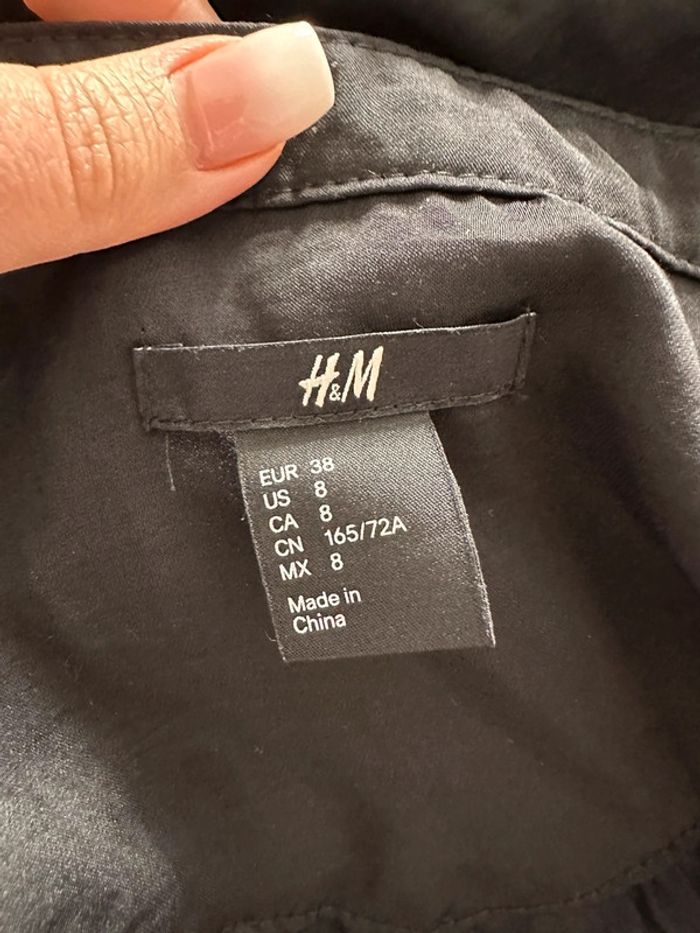 H&M
EUR 38
US 8
CA 8
CN 165/72A
MX 8
Made in
China